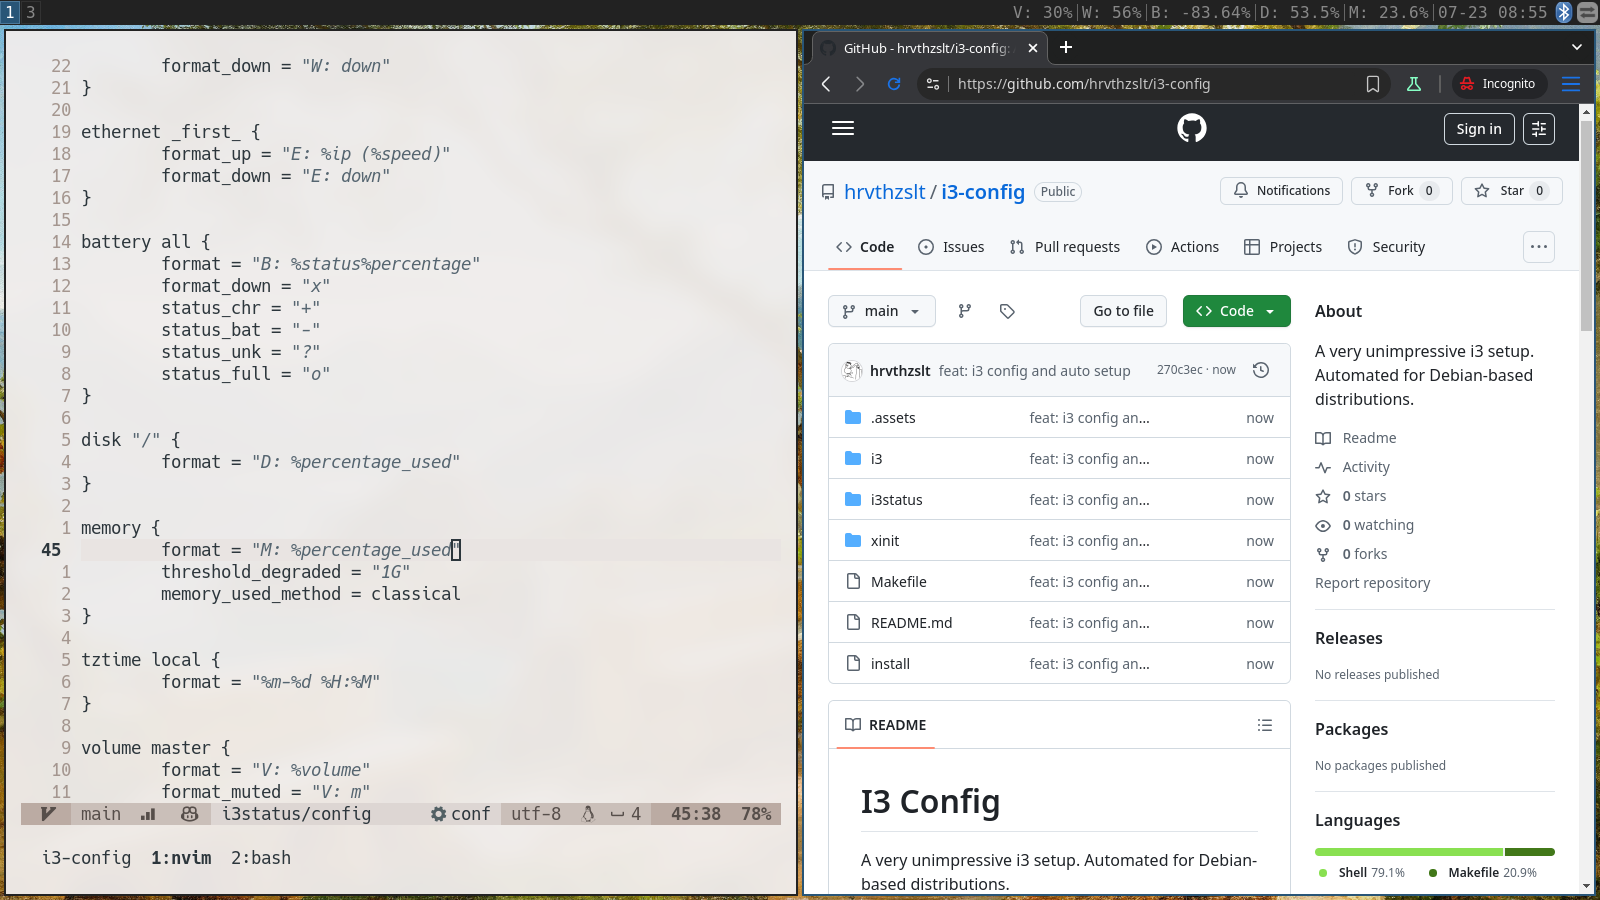 1 3
V: 30%|W: 56%|B: -83.64%|D: 53.5%|M: 23.6%|07-23 08:55
22 format_down = "W: down"
21 }
20
19 ethernet _first_ {
18 format_up = "E: %ip (%speed)"
17 format_down = "E: down"
16 }
15
14 battery all {
13 format = "B: %status%percentage"
12 format_down = "x"
11 status_chr = "+"
10 status_bat = "-"
9 status_unk = "?"
8 status_full = "o"
7 }
6
5 disk "/" {
4 format = "D: %percentage_used"
3 }
2
1 memory {
45 format = "M: %percentage_used"
1 threshold_degraded = "1G"
2 memory_used_method = classical
3 }
4
5 tztime local {
6 format = "%m-%d %H:%M"
7 }
8
9 volume master {
10 format = "V: %volume"
11 format_muted = "V: m"
main i3status/config conf utf-8 4 45:38 78%
i3-config 1:nvim 2:bash
GitHub - hrvthzslt/i3-config:
https://github.com/hrvthzslt/i3-config
Incognito
Sign in
hrvthzslt / i3-config Public
Notifications
Fork 0
Star 0
Code
Issues
Pull requests
Actions
Projects
Security
main
Go to file
Code
hrvthzslt feat: i3 config and auto setup 270c3ec · now
.assets feat: i3 config an... now
i3 feat: i3 config an... now
i3status feat: i3 config an... now
xinit feat: i3 config an... now
Makefile feat: i3 config an... now
README.md feat: i3 config an... now
install feat: i3 config an... now
README
I3 Config
A very unimpressive i3 setup. Automated for Debian-
based distributions.
About
A very unimpressive i3 setup.
Automated for Debian-based
distributions.
Readme
Activity
0 stars
0 watching
0 forks
Report repository
Releases
No releases published
Packages
No packages published
Languages
Shell 79.1% Makefile 20.9%